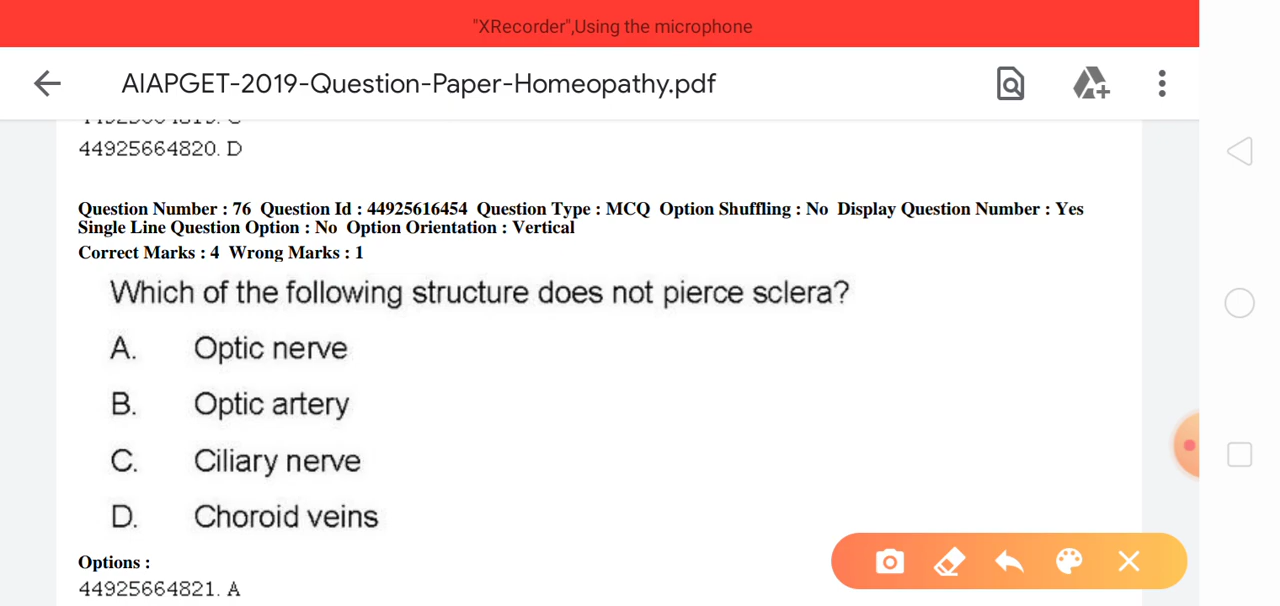 "XRecorder",Using the microphone
AIAPGET-2019-Question-Paper-Homeopathy.pdf
44925664820. D
Question Number : 76 Question Id : 44925616454 Question Type : MCQ Option Shuffling : No Display Question Number : Yes
Single Line Question Option : No Option Orientation : Vertical
Correct Marks : 4 Wrong Marks : 1
Which of the following structure does not pierce sclera?
A. Optic nerve
B. Optic artery
C. Ciliary nerve
D. Choroid veins
Options :
44925664821. A